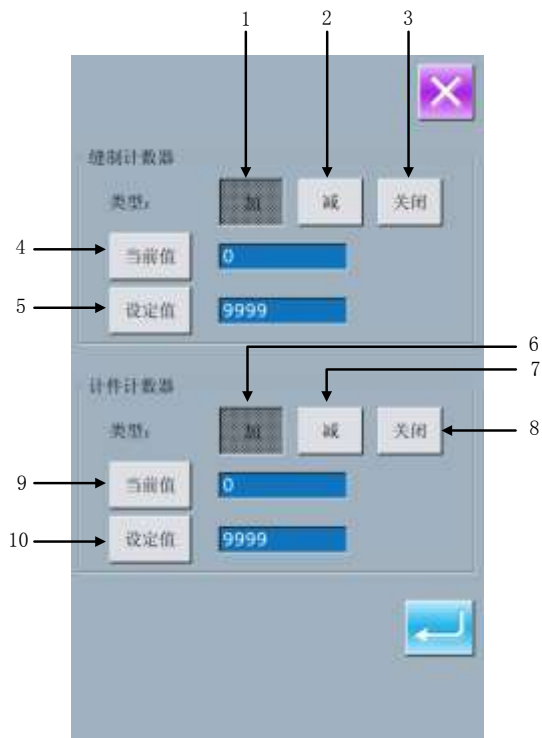 1 2 3
缝制计数器
类型: 加 减 关闭
4 当前值 0
5 设定值 9999
6
7
计件计数器
类型: 加 减 关闭 8
9 当前值 0
10 设定值 9999